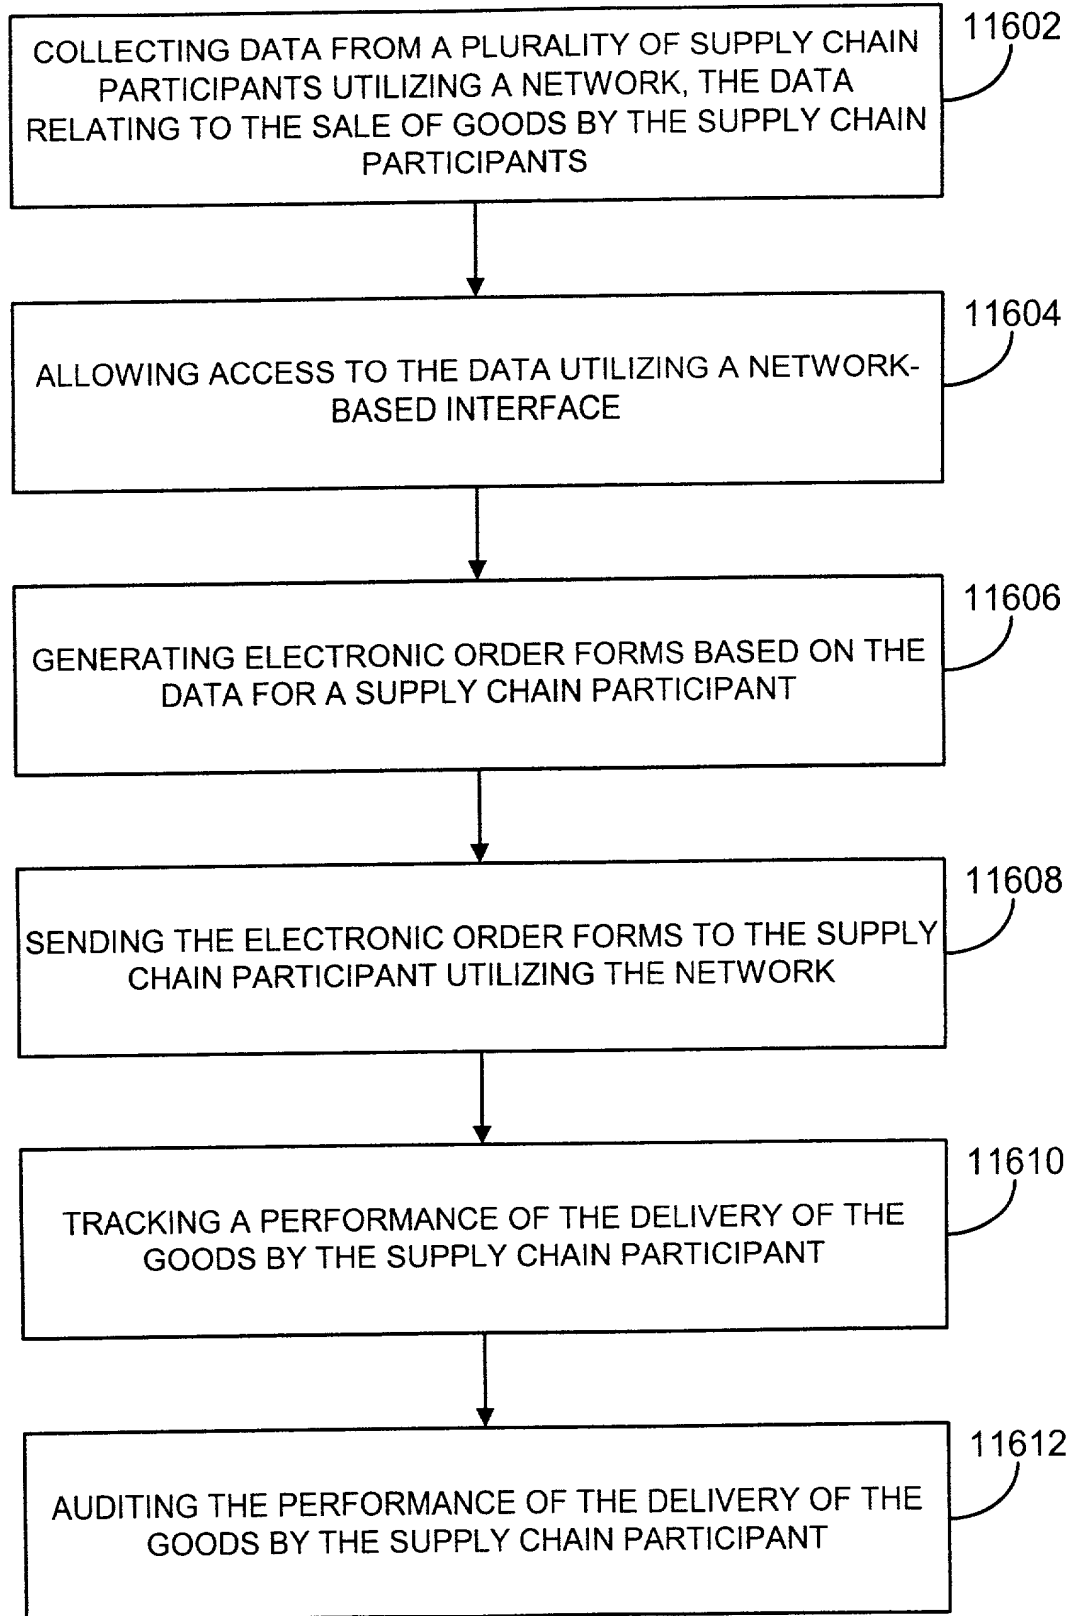 11602
COLLECTING DATA FROM A PLURALITY OF SUPPLY CHAIN
PARTICIPANTS UTILIZING A NETWORK, THE DATA
RELATING TO THE SALE OF GOODS BY THE SUPPLY CHAIN
PARTICIPANTS
11604
ALLOWING ACCESS TO THE DATA UTILIZING A NETWORK-
BASED INTERFACE
11606
GENERATING ELECTRONIC ORDER FORMS BASED ON THE
DATA FOR A SUPPLY CHAIN PARTICIPANT
11608
SENDING THE ELECTRONIC ORDER FORMS TO THE SUPPLY
CHAIN PARTICIPANT UTILIZING THE NETWORK
11610
TRACKING A PERFORMANCE OF THE DELIVERY OF THE
GOODS BY THE SUPPLY CHAIN PARTICIPANT
11612
AUDITING THE PERFORMANCE OF THE DELIVERY OF THE
GOODS BY THE SUPPLY CHAIN PARTICIPANT